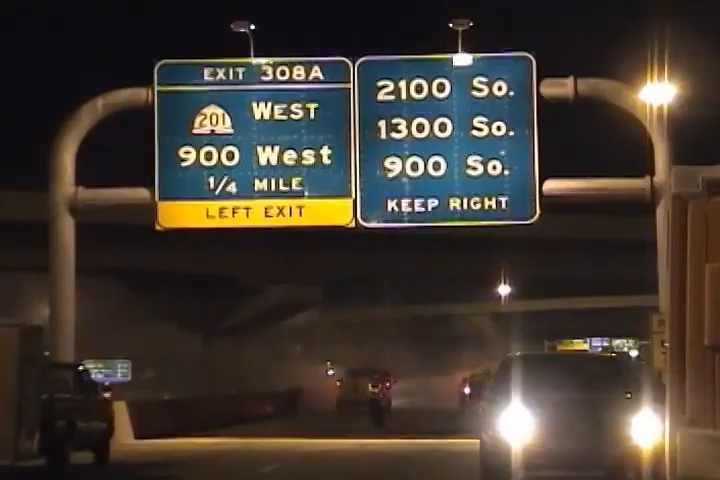 EXIT 308A
201 WEST
900 West
1/4 MILE
LEFT EXIT
2100 So.
1300 So.
900 So.
KEEP RIGHT